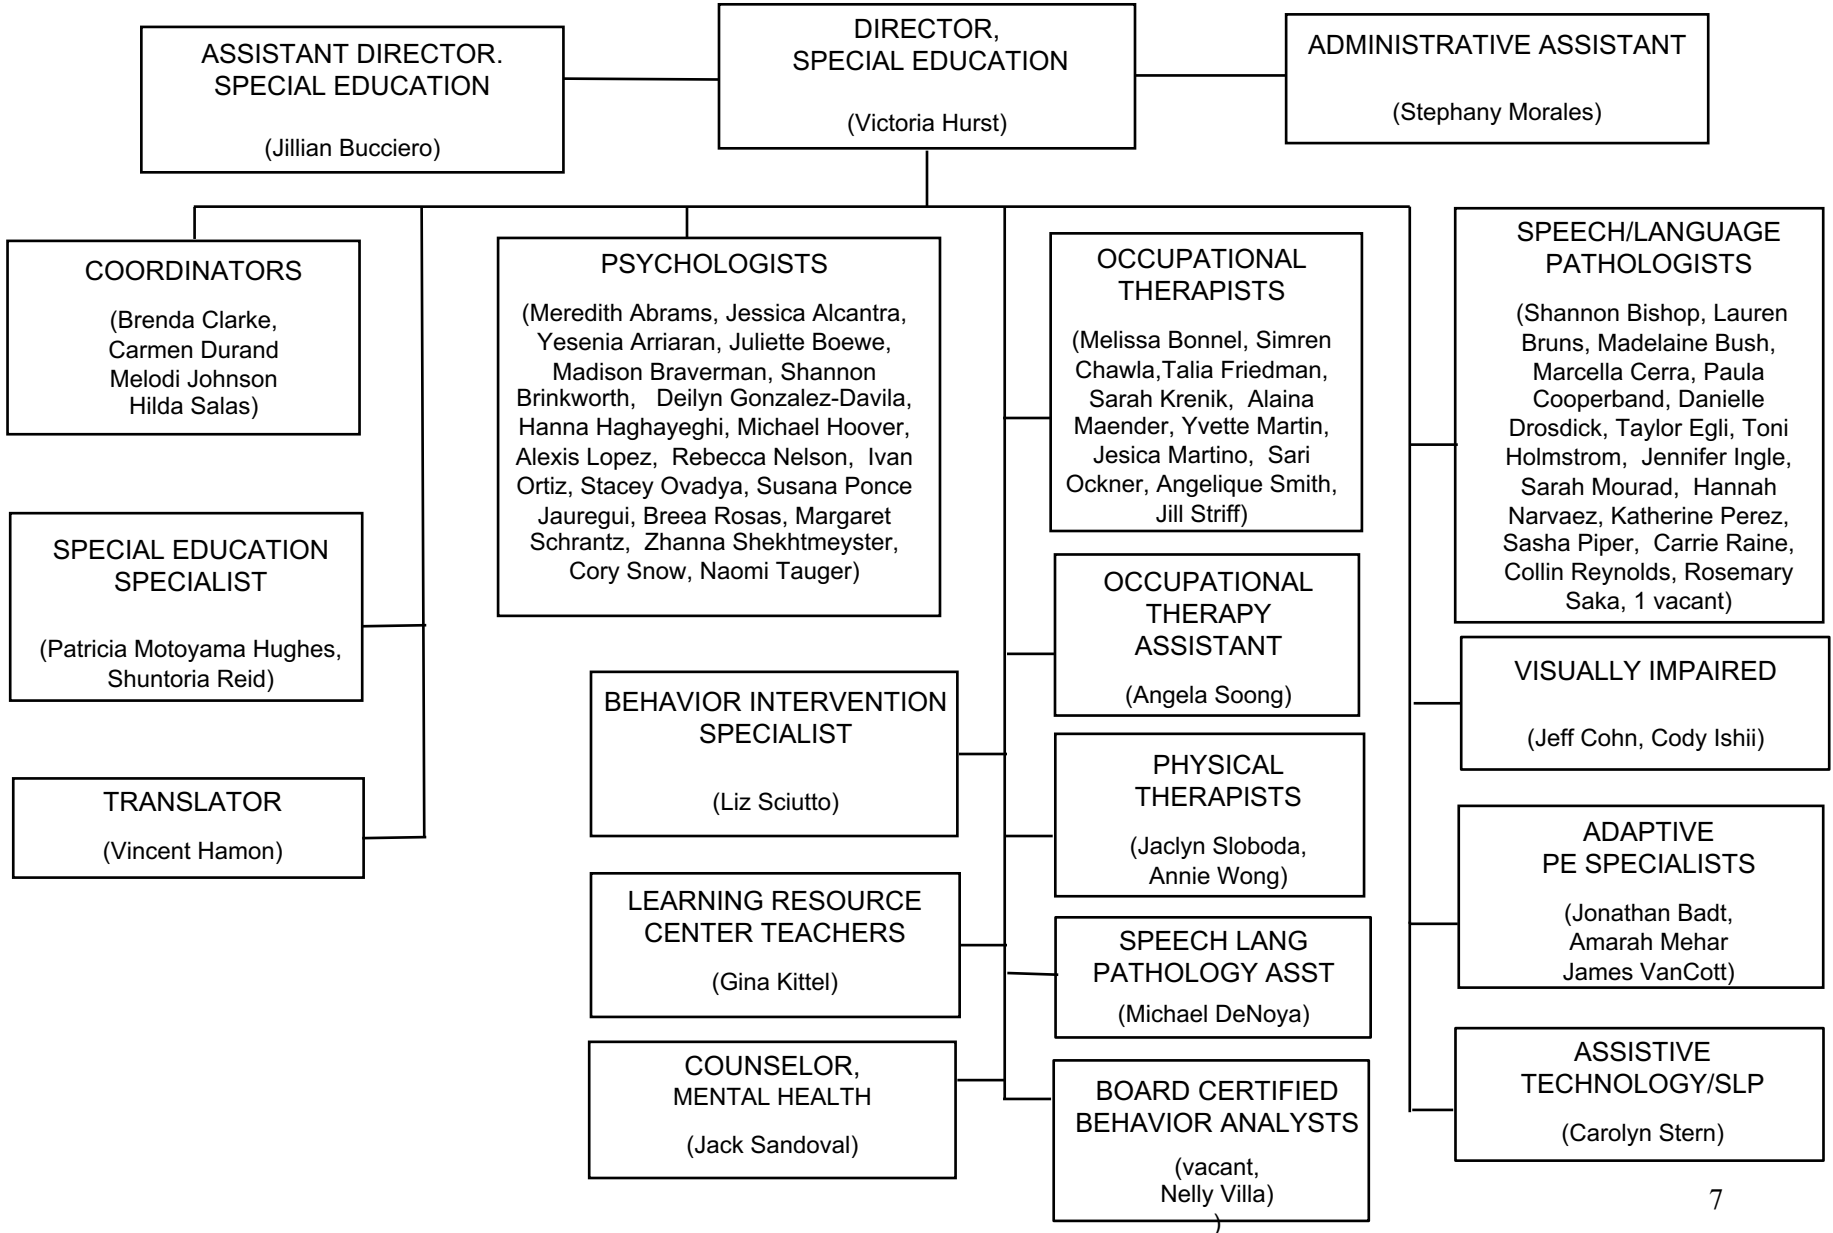 ASSISTANT DIRECTOR.
SPECIAL EDUCATION
(Jillian Bucciero)
DIRECTOR,
SPECIAL EDUCATION
(Victoria Hurst)
ADMINISTRATIVE ASSISTANT
(Stephany Morales)
COORDINATORS
(Brenda Clarke,
Carmen Durand
Melodi Johnson
Hilda Salas)
SPECIAL EDUCATION
SPECIALIST
(Patricia Motoyama Hughes,
Shuntoria Reid)
TRANSLATOR
(Vincent Hamon)
PSYCHOLOGISTS
(Meredith Abrams, Jessica Alcantra,
Yesenia Arriaran, Juliette Boewe,
Madison Braverman, Shannon
Brinkworth, Deilyn Gonzalez-Davila,
Hanna Haghayeghi, Michael Hoover,
Alexis Lopez, Rebecca Nelson, Ivan
Ortiz, Stacey Ovadya, Susana Ponce
Jauregui, Breea Rosas, Margaret
Schrantz, Zhanna Shekhtmeyster,
Cory Snow, Naomi Tauger)
BEHAVIOR INTERVENTION
SPECIALIST
(Liz Sciutto)
LEARNING RESOURCE
CENTER TEACHERS
(Gina Kittel)
COUNSELOR,
MENTAL HEALTH
(Jack Sandoval)
OCCUPATIONAL
THERAPISTS
(Melissa Bonnel, Simren
Chawla,Talia Friedman,
Sarah Krenik, Alaina
Maender, Yvette Martin,
Jesica Martino, Sari
Ockner, Angelique Smith,
Jill Striff)
OCCUPATIONAL
THERAPY
ASSISTANT
(Angela Soong)
PHYSICAL
THERAPISTS
(Jaclyn Sloboda,
Annie Wong)
SPEECH LANG
PATHOLOGY ASST
(Michael DeNoya)
BOARD CERTIFIED
BEHAVIOR ANALYSTS
(vacant,
Nelly Villa)
)
SPEECH/LANGUAGE
PATHOLOGISTS
(Shannon Bishop, Lauren
Bruns, Madelaine Bush,
Marcella Cerra, Paula
Cooperband, Danielle
Drosdick, Taylor Egli, Toni
Holmstrom, Jennifer Ingle,
Sarah Mourad, Hannah
Narvaez, Katherine Perez,
Sasha Piper, Carrie Raine,
Collin Reynolds, Rosemary
Saka, 1 vacant)
VISUALLY IMPAIRED
(Jeff Cohn, Cody Ishii)
ADAPTIVE
PE SPECIALISTS
(Jonathan Badt,
Amarah Mehar
James VanCott)
ASSISTIVE
TECHNOLOGY/SLP
(Carolyn Stern)
7